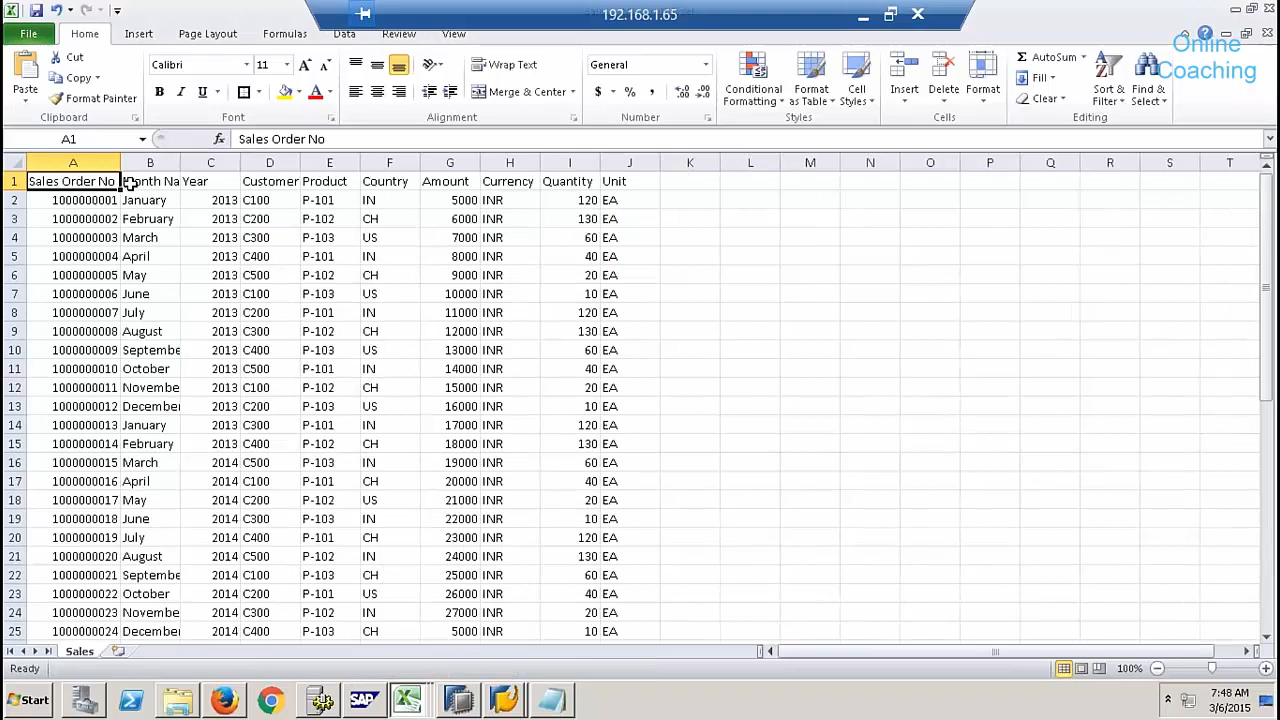 192.168.1.65
File Home Insert Page Layout Formulas Data Review View
Online Coaching
Paste Cut Copy Format Painter Clipboard
Calibri 11 B I U A Font
Wrap Text Merge & Center Alignment
General $ % , Number
Conditional Formatting Format as Table Cell Styles Styles
Insert Delete Format Cells
AutoSum Fill Clear Sort & Filter Find & Select Editing
A1 fx Sales Order No
A B C D E F G H I J K L M N O P Q R S T
1 Sales Order No Month Na Year Customer Product Country Amount Currency Quantity Unit
2 1000000001 January 2013 C100 P-101 IN 5000 INR 120 EA
3 1000000002 February 2013 C200 P-102 CH 6000 INR 130 EA
4 1000000003 March 2013 C300 P-103 US 7000 INR 60 EA
5 1000000004 April 2013 C400 P-101 IN 8000 INR 40 EA
6 1000000005 May 2013 C500 P-102 CH 9000 INR 20 EA
7 1000000006 June 2013 C100 P-103 US 10000 INR 10 EA
8 1000000007 July 2013 C200 P-101 IN 11000 INR 120 EA
9 1000000008 August 2013 C300 P-102 CH 12000 INR 130 EA
10 1000000009 Septembe 2013 C400 P-103 US 13000 INR 60 EA
11 1000000010 October 2013 C500 P-101 IN 14000 INR 40 EA
12 1000000011 Novembe 2013 C100 P-102 CH 15000 INR 20 EA
13 1000000012 December 2013 C200 P-103 US 16000 INR 10 EA
14 1000000013 January 2013 C300 P-101 IN 17000 INR 120 EA
15 1000000014 February 2013 C400 P-102 CH 18000 INR 130 EA
16 1000000015 March 2014 C500 P-103 IN 19000 INR 60 EA
17 1000000016 April 2014 C100 P-101 CH 20000 INR 40 EA
18 1000000017 May 2014 C200 P-102 US 21000 INR 20 EA
19 1000000018 June 2014 C300 P-103 IN 22000 INR 10 EA
20 1000000019 July 2014 C400 P-101 CH 23000 INR 120 EA
21 1000000020 August 2014 C500 P-102 IN 24000 INR 130 EA
22 1000000021 Septembe 2014 C100 P-103 CH 25000 INR 60 EA
23 1000000022 October 2014 C200 P-101 US 26000 INR 40 EA
24 1000000023 Novembe 2014 C300 P-102 IN 27000 INR 20 EA
25 1000000024 December 2014 C400 P-103 CH 5000 INR 10 EA
Sales
Ready 100%
Start SAP 7:48 AM
3/6/2015